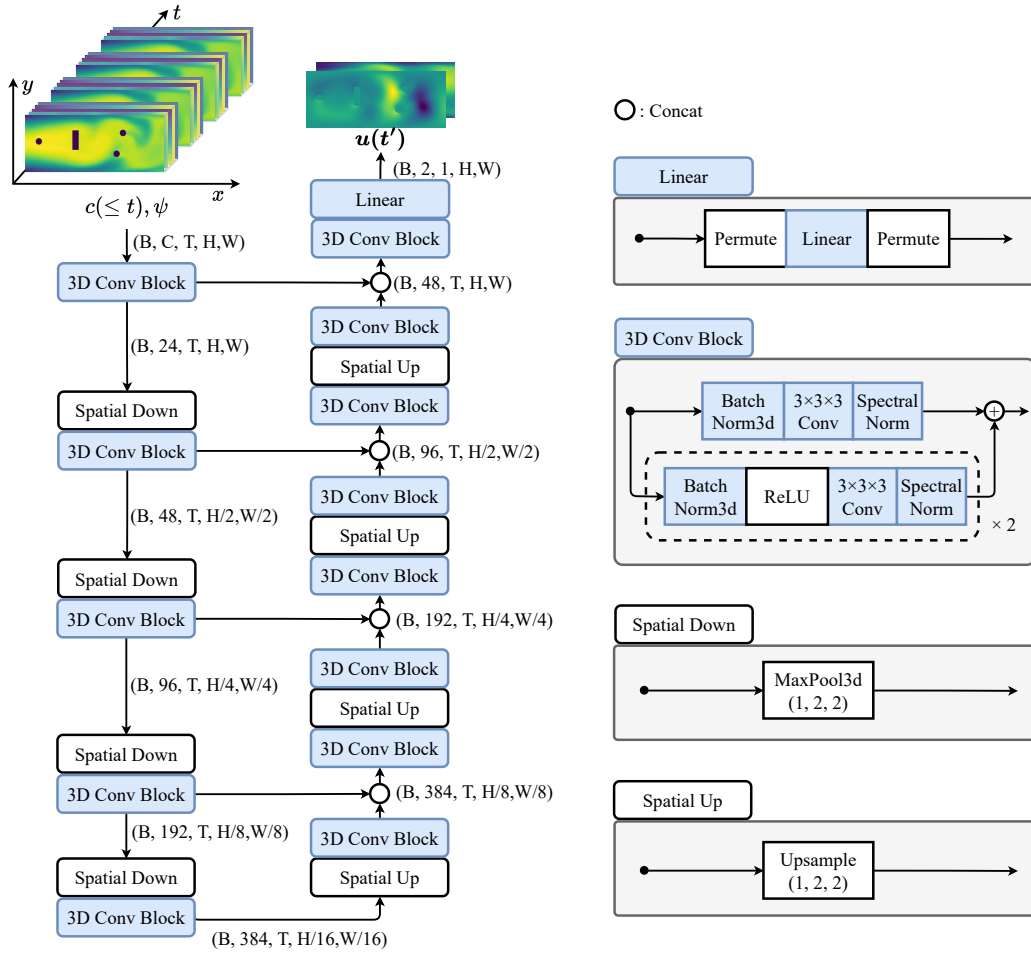 t
y
x
c(≤ t), ψ
(B, C, T, H,W)
3D Conv Block
(B, 24, T, H,W)
Spatial Down
3D Conv Block
(B, 48, T, H/2,W/2)
Spatial Down
3D Conv Block
(B, 96, T, H/4,W/4)
Spatial Down
3D Conv Block
(B, 192, T, H/8,W/8)
Spatial Down
3D Conv Block
(B, 384, T, H/16,W/16)
u(t′)
(B, 2, 1, H,W)
Linear
3D Conv Block
(B, 48, T, H,W)
3D Conv Block
Spatial Up
3D Conv Block
(B, 96, T, H/2,W/2)
3D Conv Block
Spatial Up
3D Conv Block
(B, 192, T, H/4,W/4)
3D Conv Block
Spatial Up
3D Conv Block
(B, 384, T, H/8,W/8)
3D Conv Block
Spatial Up
: Concat
Linear
Permute Linear Permute
3D Conv Block
Batch 3×3×3 Spectral
Norm3d Conv Norm
+
Batch ReLU 3×3×3 Spectral
Norm3d Conv Norm
× 2
Spatial Down
MaxPool3d
(1, 2, 2)
Spatial Up
Upsample
(1, 2, 2)